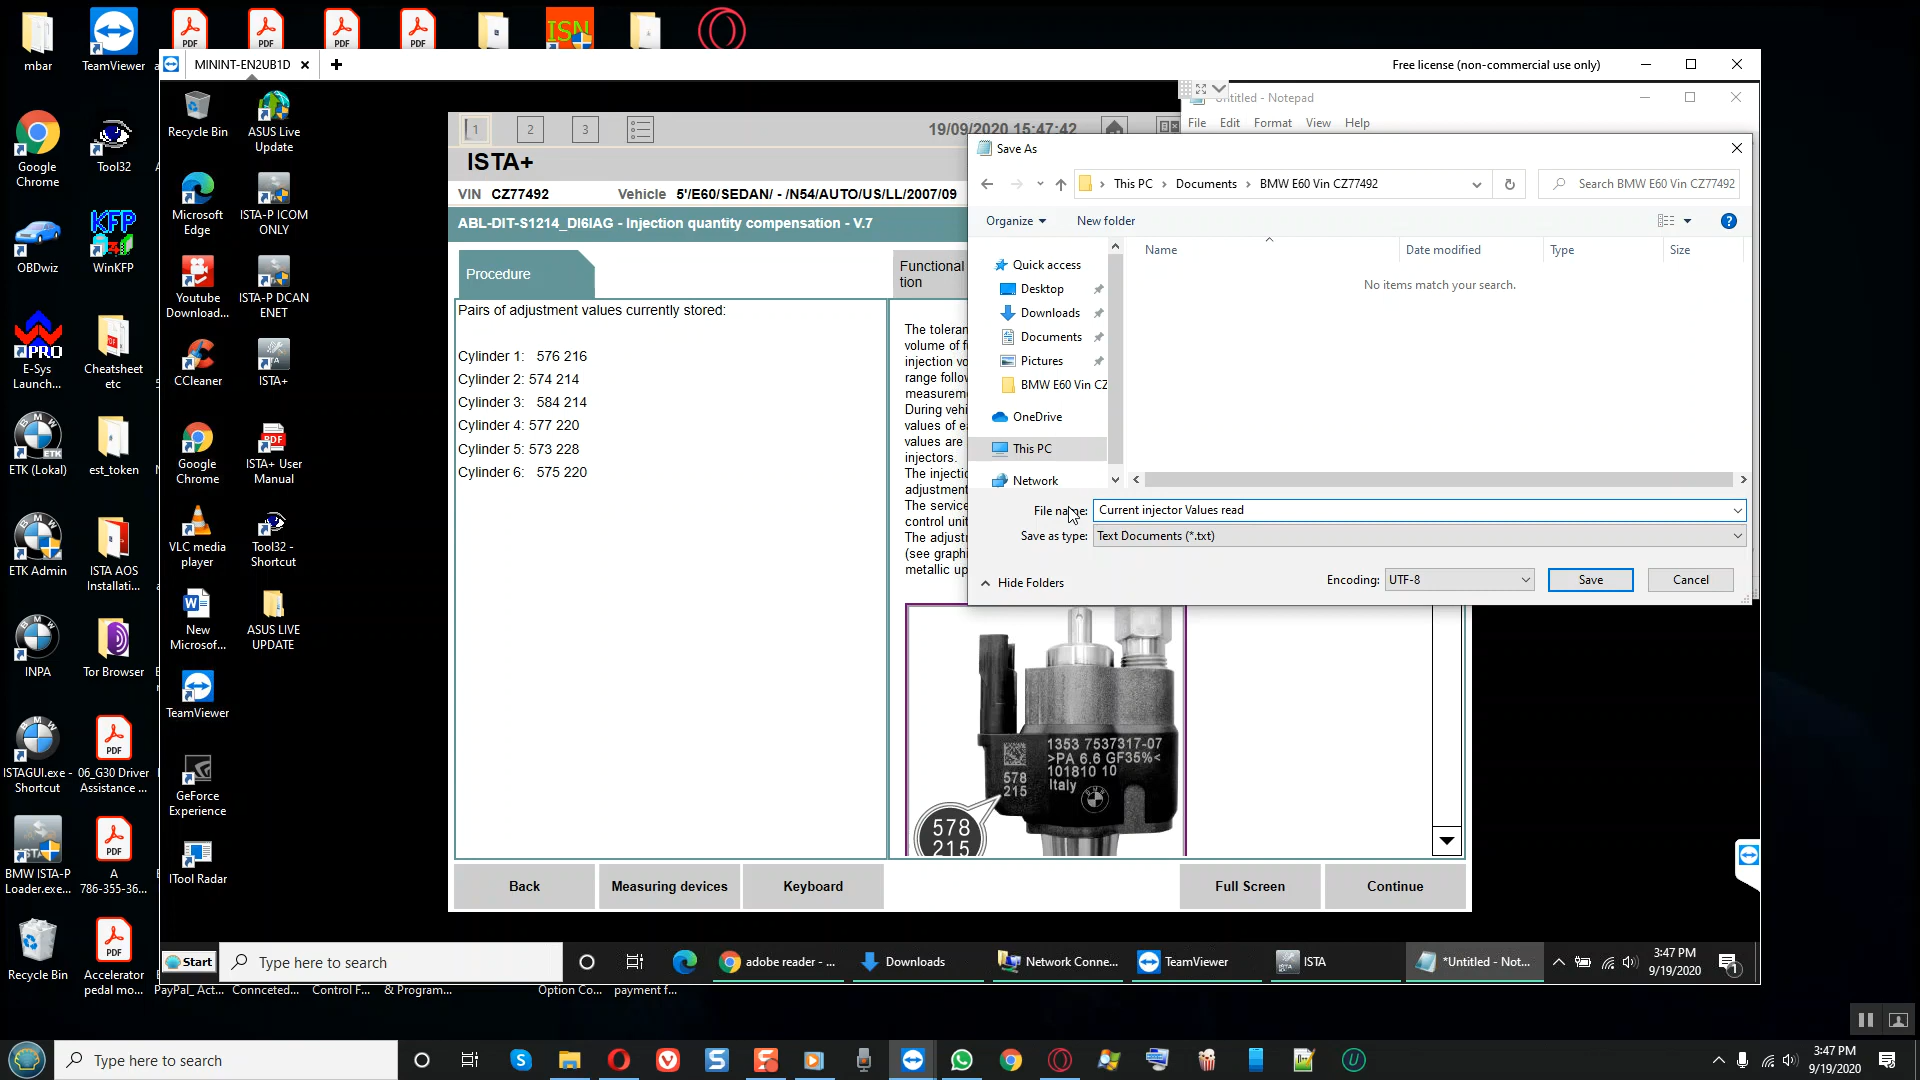 mbar
TeamViewer
Google Chrome
Tool32
OBDwiz
WinKFP
E-Sys Launch...
Cheatsheet etc
ETK (Lokal)
est_token
ETK Admin
ISTA AOS Installati...
INPA
Tor Browser
ISTAGUI.exe - Shortcut
06_G30 Driver Assistance ...
BMW ISTA-P Loader.exe...
A 786-355-36...
Recycle Bin
Accelerator pedal mo...
PayPal_ Act...
Connceted...
Control F...
& Program...
Option Co...
payment f...
ISN
MININT-EN2UB1D
Free license (non-commercial use only)
Recycle Bin
ASUS Live Update
Microsoft Edge
ISTA-P ICOM ONLY
Youtube Download...
ISTA-P DCAN ENET
CCleaner
ISTA+
Google Chrome
ISTA+ User Manual
VLC media player
Tool32 - Shortcut
New Microsof...
ASUS LIVE UPDATE
TeamViewer
GeForce Experience
ITool Radar
1 2 3
19/09/2020 15:47:42
ISTA+
VIN CZ77492 Vehicle 5'/E60/SEDAN/ - /N54/AUTO/US/LL/2007/09
ABL-DIT-S1214_DI6IAG - Injection quantity compensation - V.7
Procedure
Functional
tion
Pairs of adjustment values currently stored:
Cylinder 1: 576 216
Cylinder 2: 574 214
Cylinder 3: 584 214
Cylinder 4: 577 220
Cylinder 5: 573 228
Cylinder 6: 575 220
The
volume of
injection
range
During
values of
values are
injectors.
The
adjustment
The
control
The
(see
metallic
1353 7537317-07
>PA 6.6 GF35%<
101810 10
Italy
578
215
578
215
Back Measuring devices Keyboard Full Screen Continue
Untitled - Notepad
File Edit Format View Help
Save As
This PC Documents BMW E60 Vin CZ77492
Search BMW E60 Vin CZ77492
Organize New folder
Name Date modified Type Size
No items match your search.
Quick access
Desktop
Downloads
Documents
Pictures
BMW E60 Vin CZ
OneDrive
This PC
Network
File name: Current injector Values read
Save as type: Text Documents (*.txt)
Hide Folders
Encoding: UTF-8 Save Cancel
Start Type here to search adobe reader - ... Downloads Network Conne... TeamViewer ISTA *Untitled - Not... 3:47 PM
9/19/2020
Type here to search 3:47 PM
9/19/2020